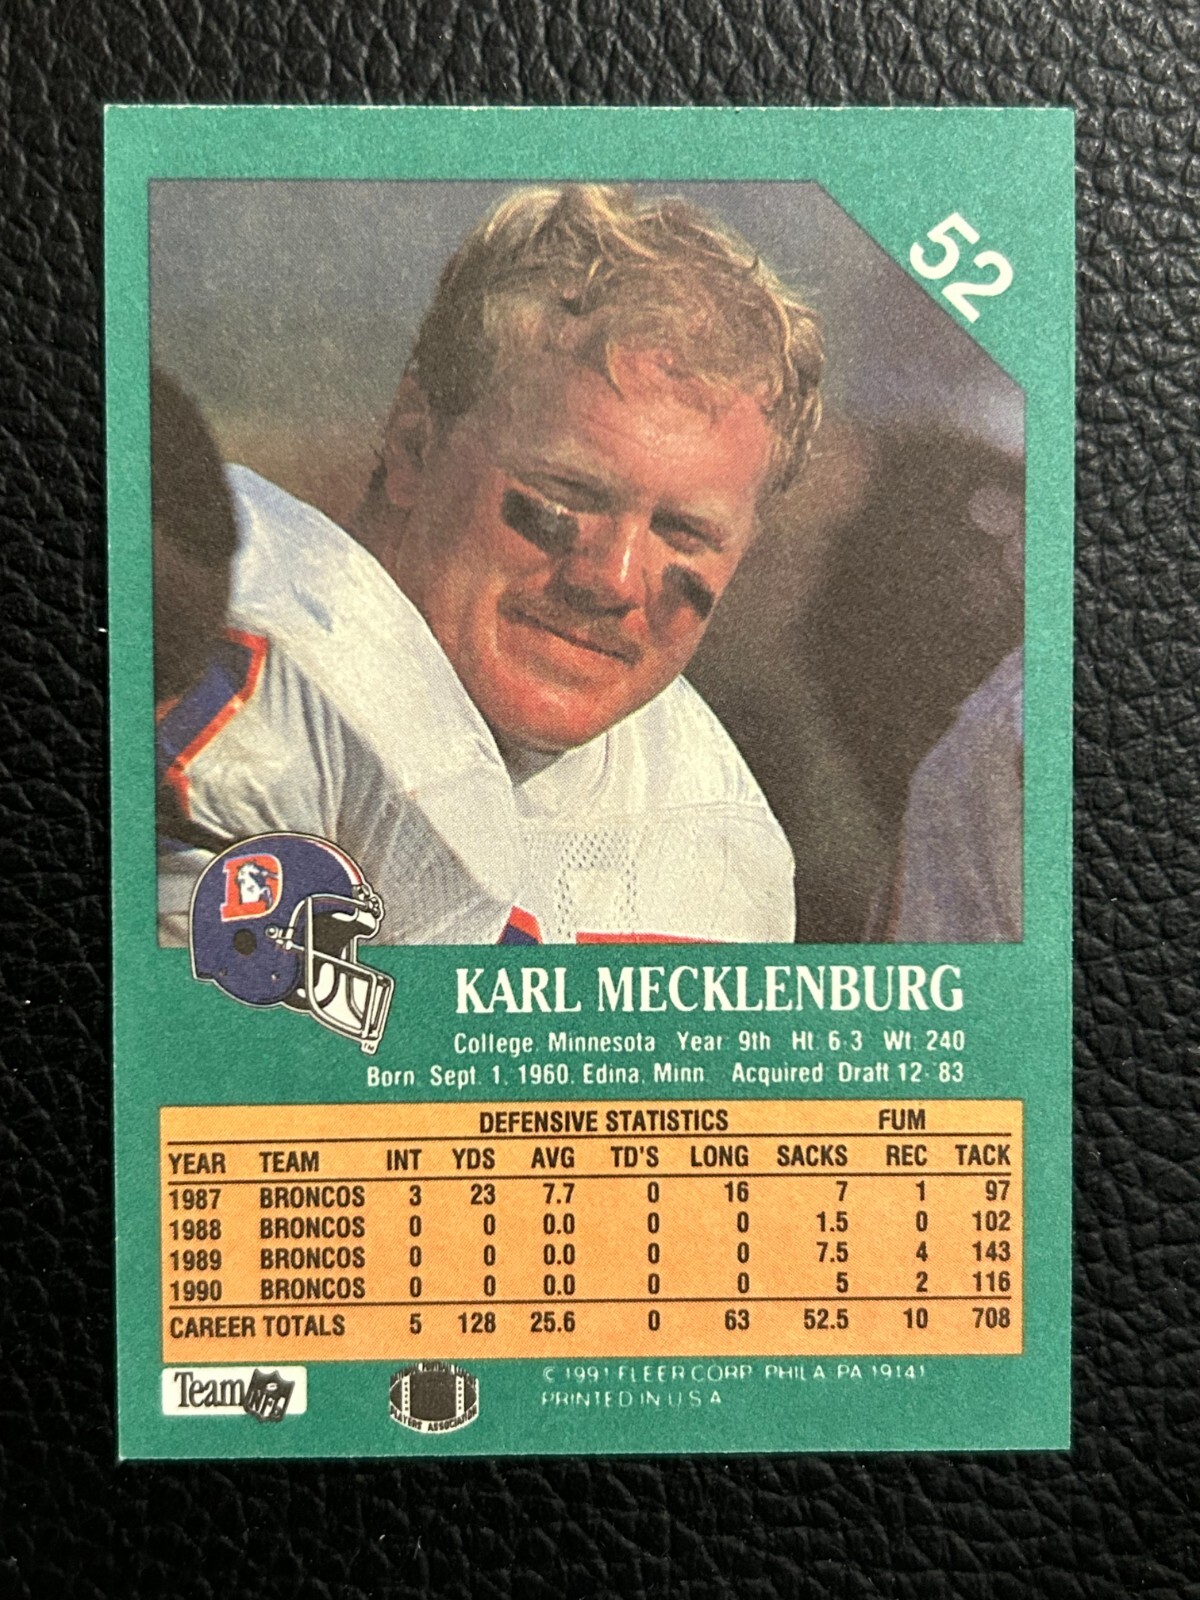 52
D
KARL MECKLENBURG
College: Minnesota Year: 9th Ht: 6-3 Wt: 240
Born: Sept. 1, 1960, Edina, Minn. Acquired: Draft 12-'83
DEFENSIVE STATISTICS FUM
YEAR TEAM INT YDS AVG TD'S LONG SACKS REC TACK
1987 BRONCOS 3 23 7.7 0 16 7 1 97
1988 BRONCOS 0 0 0.0 0 0 1.5 0 102
1989 BRONCOS 0 0 0.0 0 0 7.5 4 143
1990 BRONCOS 0 0 0.0 0 0 5 2 116
CAREER TOTALS 5 128 25.6 0 63 52.5 10 708
Team NFL
NATIONAL FOOTBALL LEAGUE
PLAYERS ASSOCIATION
© 1991 FLEER CORP. PHILA. PA 19141
PRINTED IN U.S.A.